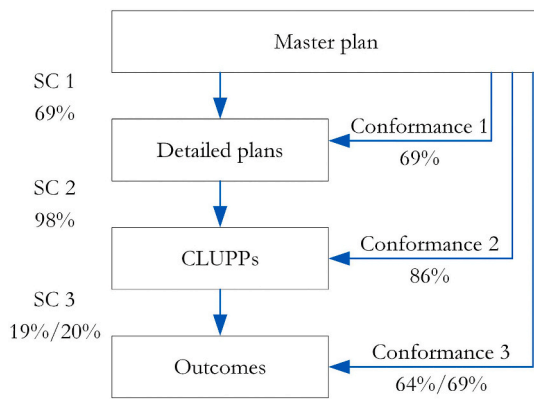 Master plan
SC 1
69%
Conformance 1
69%
Detailed plans
SC 2
98%
Conformance 2
86%
CLUPPs
SC 3
19%/20%
Conformance 3
64%/69%
Outcomes